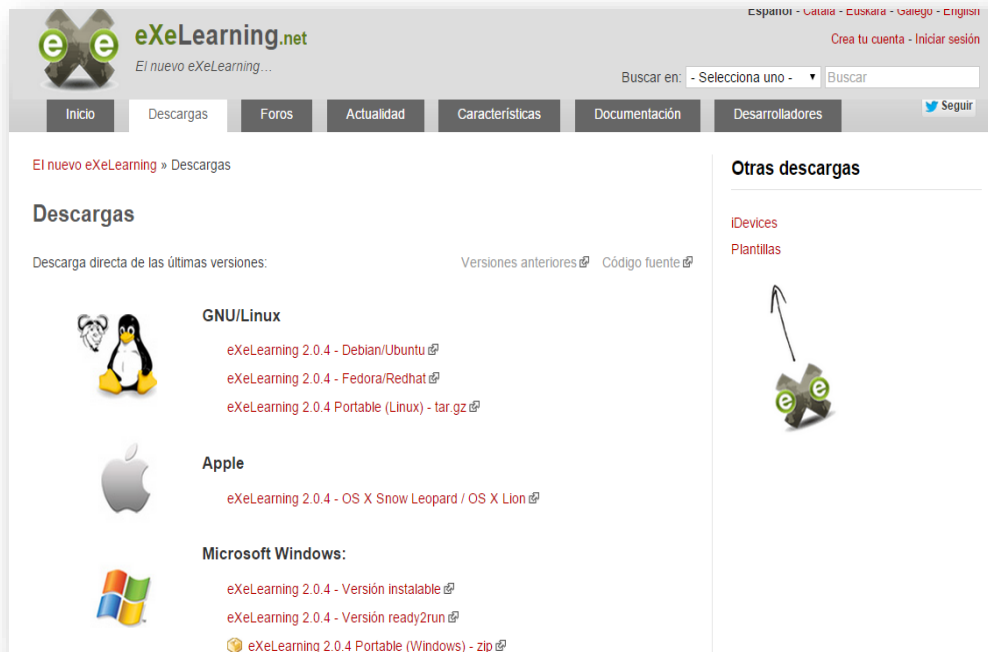 Español - Català - Euskara - Galego - English
Crea tu cuenta - Iniciar sesión
eXeLearning.net
El nuevo eXeLearning...
Buscar en: - Selecciona uno - Buscar
Inicio Descargas Foros Actualidad Características Documentación Desarrolladores Seguir
El nuevo eXeLearning » Descargas
Descargas
Descarga directa de las últimas versiones: Versiones anteriores Código fuente
GNU/Linux
eXeLearning 2.0.4 - Debian/Ubuntu
eXeLearning 2.0.4 - Fedora/Redhat
eXeLearning 2.0.4 Portable (Linux) - tar.gz
Apple
eXeLearning 2.0.4 - OS X Snow Leopard / OS X Lion
Microsoft Windows:
eXeLearning 2.0.4 - Versión instalable
eXeLearning 2.0.4 - Versión ready2run
eXeLearning 2.0.4 Portable (Windows) - zip
Otras descargas
iDevices
Plantillas